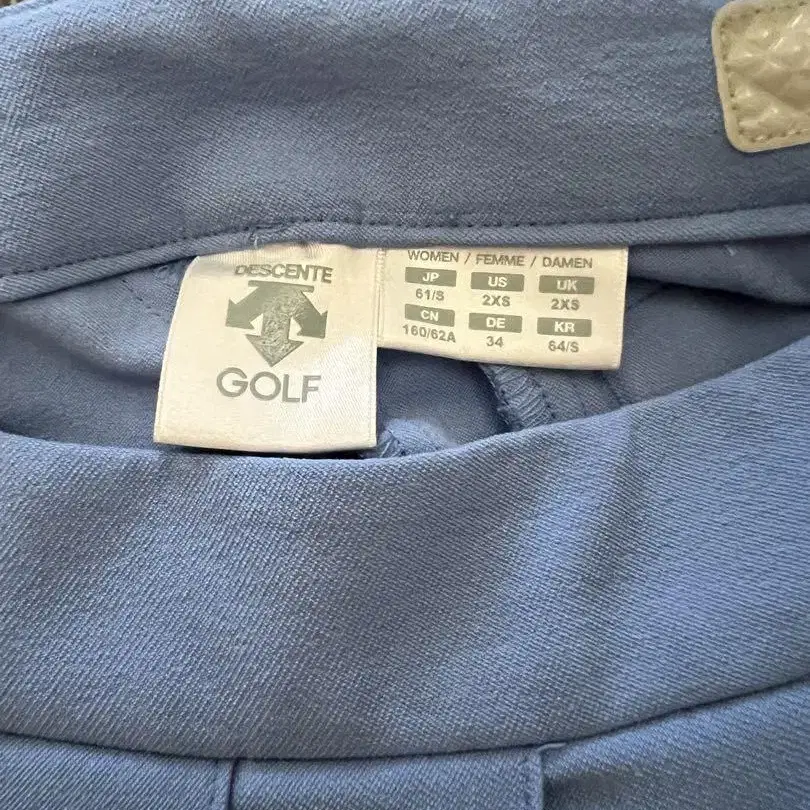 DESCENTE
GOLF
WOMEN / FEMME / DAMEN
JP US UK
61/S 2XS 2XS
CN DE KR
160/62A 34 64/S